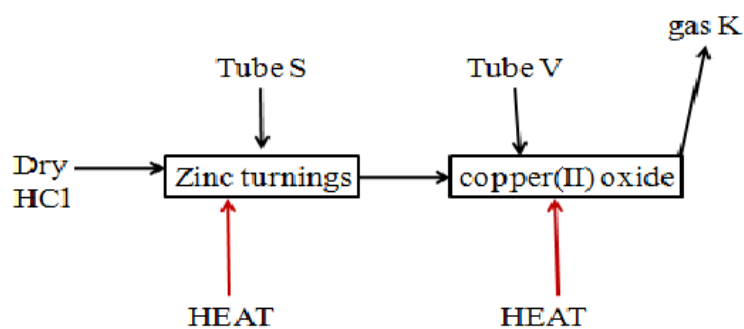 gas K
Tube S
Tube V
Dry
HCl
Zinc turnings
copper(II) oxide
HEAT
HEAT